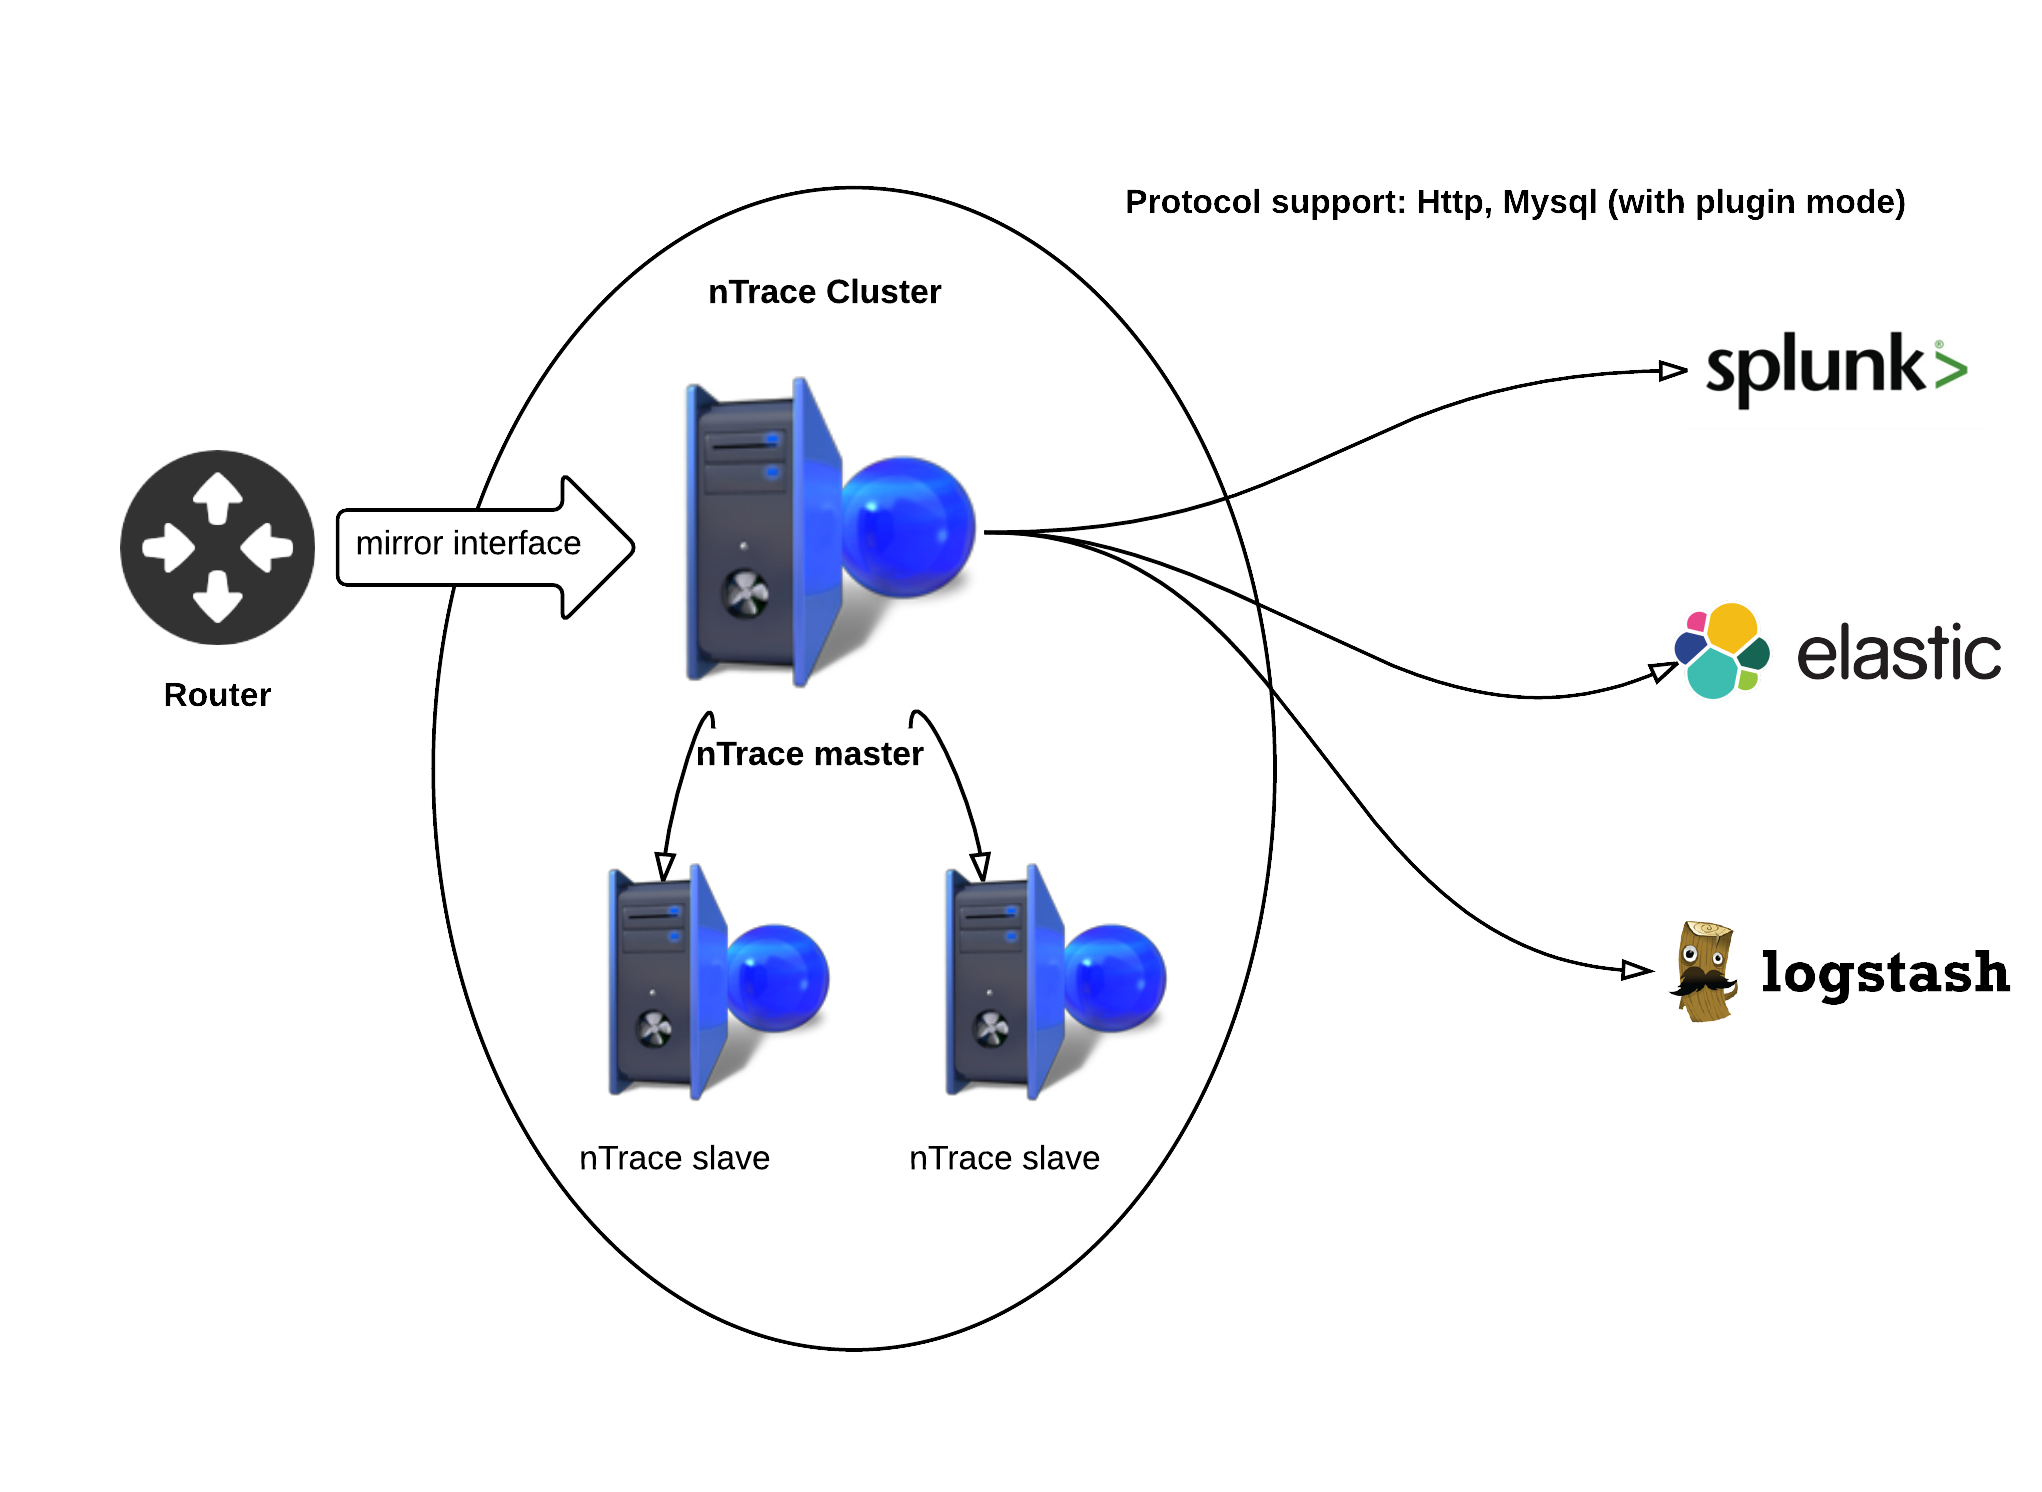 Protocol support: Http, Mysql (with plugin mode)
nTrace Cluster
splunk>®
mirror interface
Router
elastic
nTrace master
logstash
nTrace slave
nTrace slave